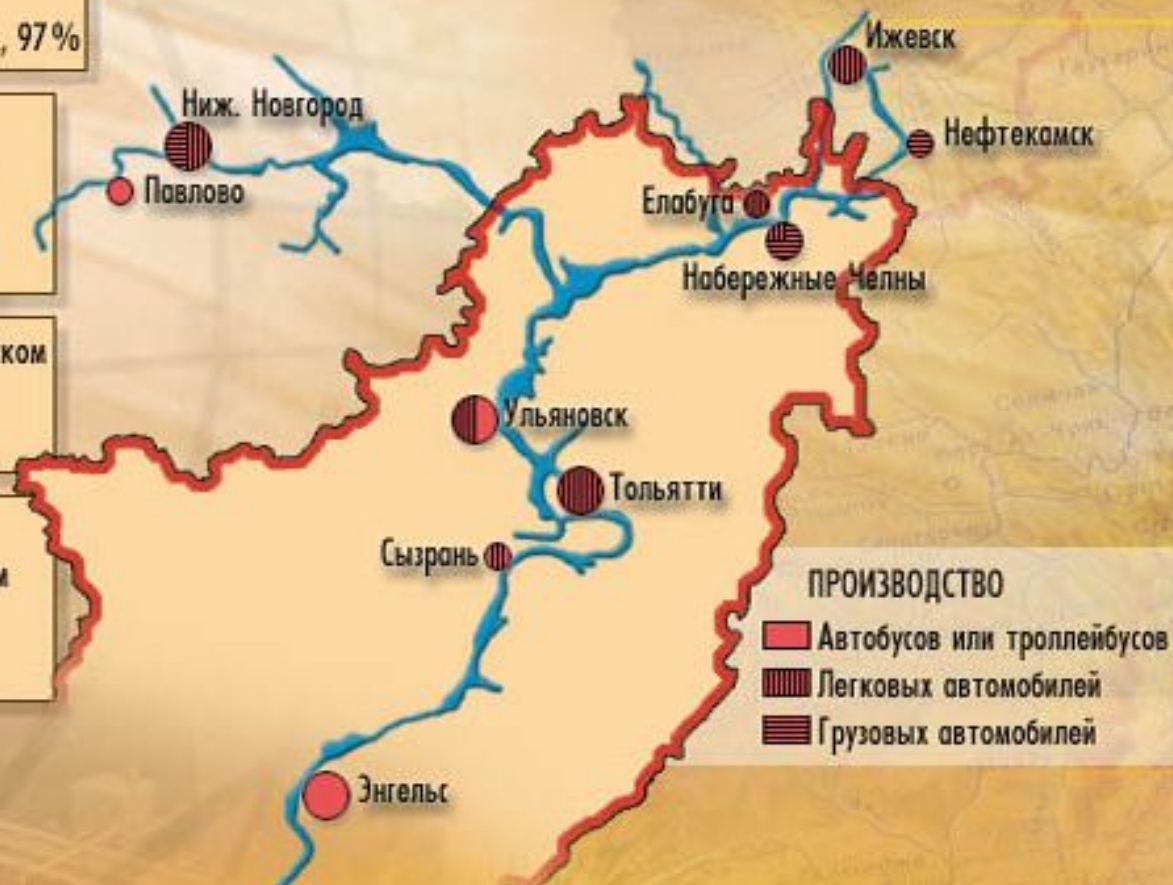 , 97%
Ижевск
Ниж. Новгород
Нефтекамск
Павлово
Елабуга
Набережные Челны
ком
Ульяновск
Тольятти
Сызрань
м
ПРОИЗВОДСТВО
Автобусов или троллейбусов
Легковых автомобилей
Грузовых автомобилей
Энгельс